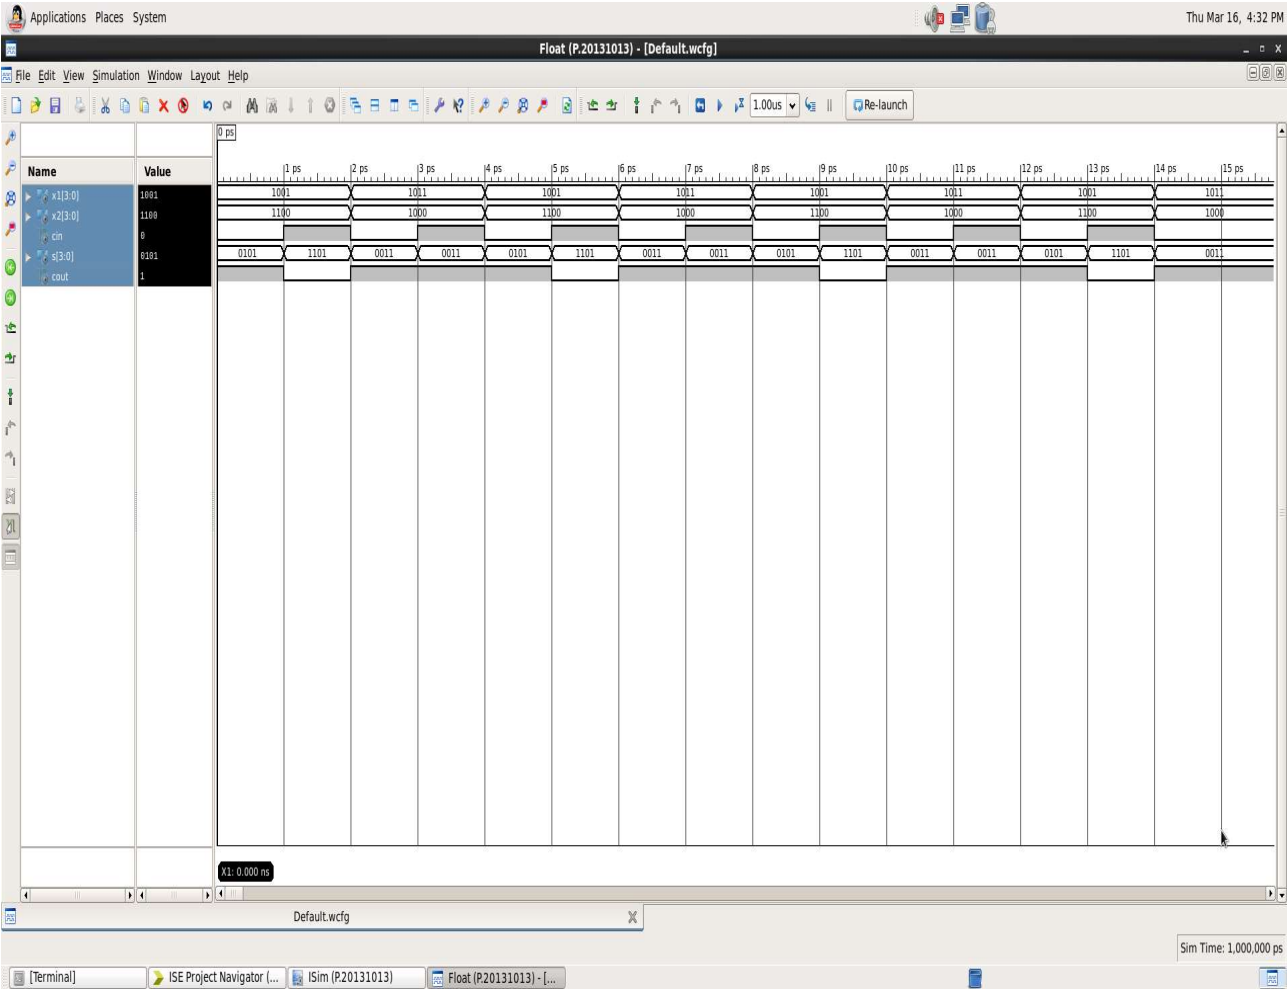 Applications Places System Thu Mar 16, 4:32 PM
Float (P.20131013) - [Default.wcfg]
File Edit View Simulation Window Layout Help
1.00us Re-launch
0 ps
Name Value 1 ps 2 ps 3 ps 4 ps 5 ps 6 ps 7 ps 8 ps 9 ps 10 ps 11 ps 12 ps 13 ps 14 ps 15 ps
x1[3:0] 1001 1001 1011 1001 1011 1001 1011 1001 1011
x2[3:0] 1100 1100 1000 1100 1000 1100 1000 1100 1000
cin 0
s[3:0] 0101 0101 1101 0011 0011 0101 1101 0011 0011 0101 1101 0011 0011 0101 1101 0011
cout 1
X1: 0.000 ns
Default.wcfg
Sim Time: 1,000,000 ps
[Terminal] ISE Project Navigator (... ISim (P.20131013) Float (P.20131013) - [...